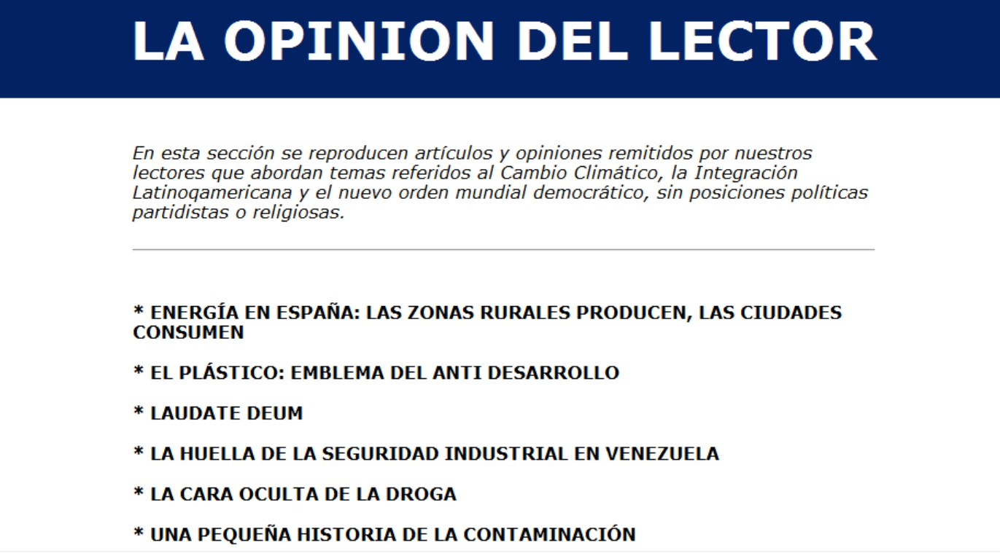 LA OPINION DEL LECTOR
En esta sección se reproducen artículos y opiniones remitidos por nuestros
lectores que abordan temas referidos al Cambio Climático, la Integración
Latinoqamericana y el nuevo orden mundial democrático, sin posiciones políticas
partidistas o religiosas.
* ENERGÍA EN ESPAÑA: LAS ZONAS RURALES PRODUCEN, LAS CIUDADES
CONSUMEN
* EL PLÁSTICO: EMBLEMA DEL ANTI DESARROLLO
* LAUDATE DEUM
* LA HUELLA DE LA SEGURIDAD INDUSTRIAL EN VENEZUELA
* LA CARA OCULTA DE LA DROGA
* UNA PEQUEÑA HISTORIA DE LA CONTAMINACIÓN